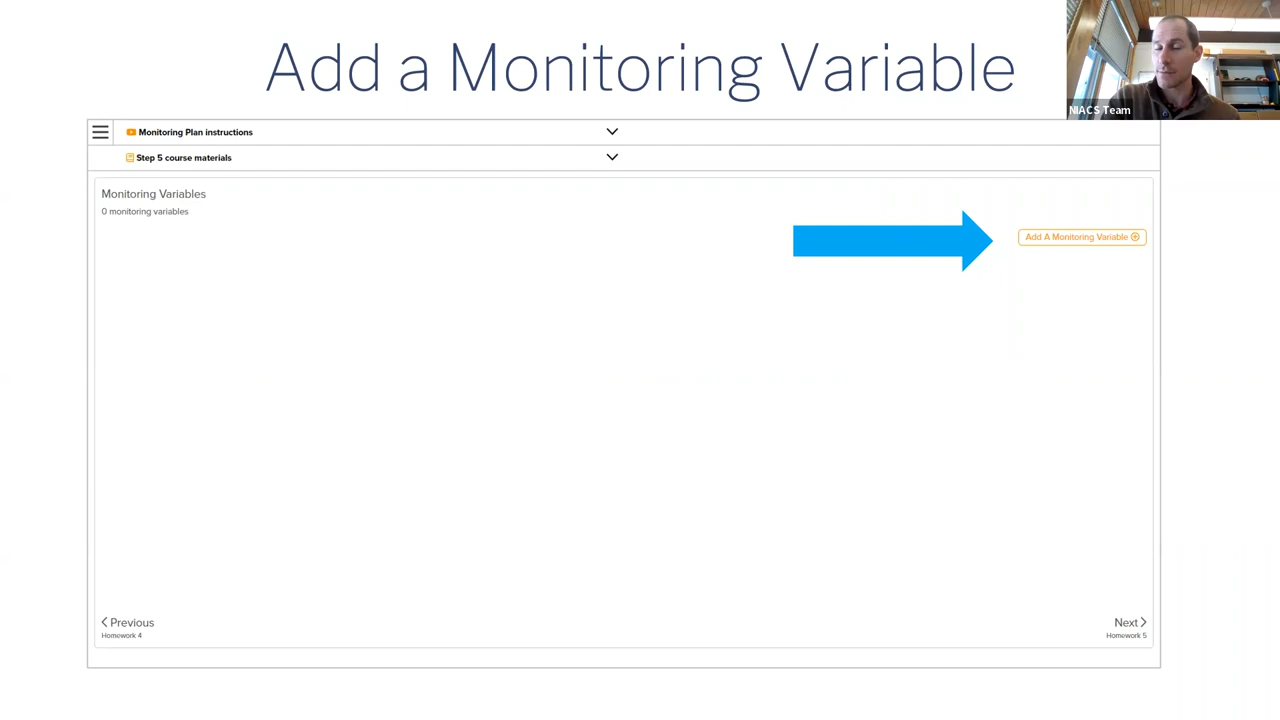 Add a Monitoring Variable
NIACS Team
Monitoring Plan instructions
Step 5 course materials
Monitoring Variables
0 monitoring variables
Add A Monitoring Variable
Previous
Homework 4
Next
Homework 5